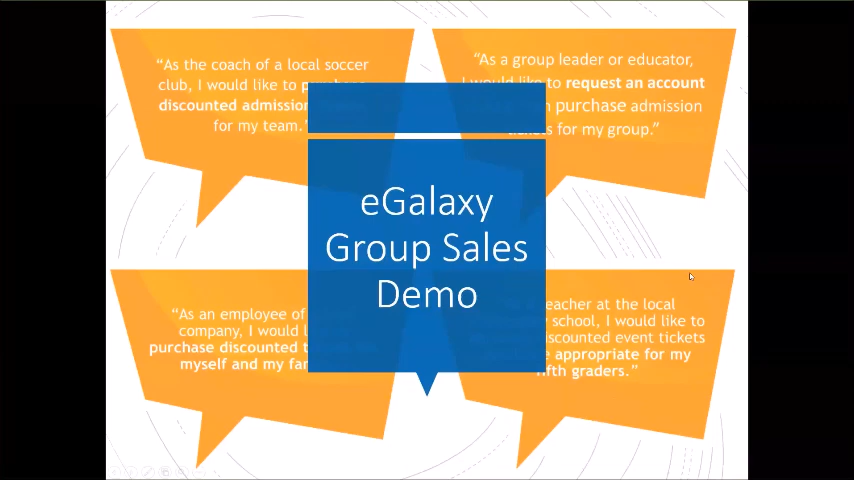 “As the coach of a local soccer
club, I would like to
discounted admission
for my team.”
“As a group leader or educator,
I would like to request an account
purchase admission
tickets for my group.”
eGalaxy
Group Sales
Demo
“As an employee of
company, I would
purchase discounted
myself and my
teacher at the local
school, I would like to
discounted event tickets
appropriate for my
fifth graders.”